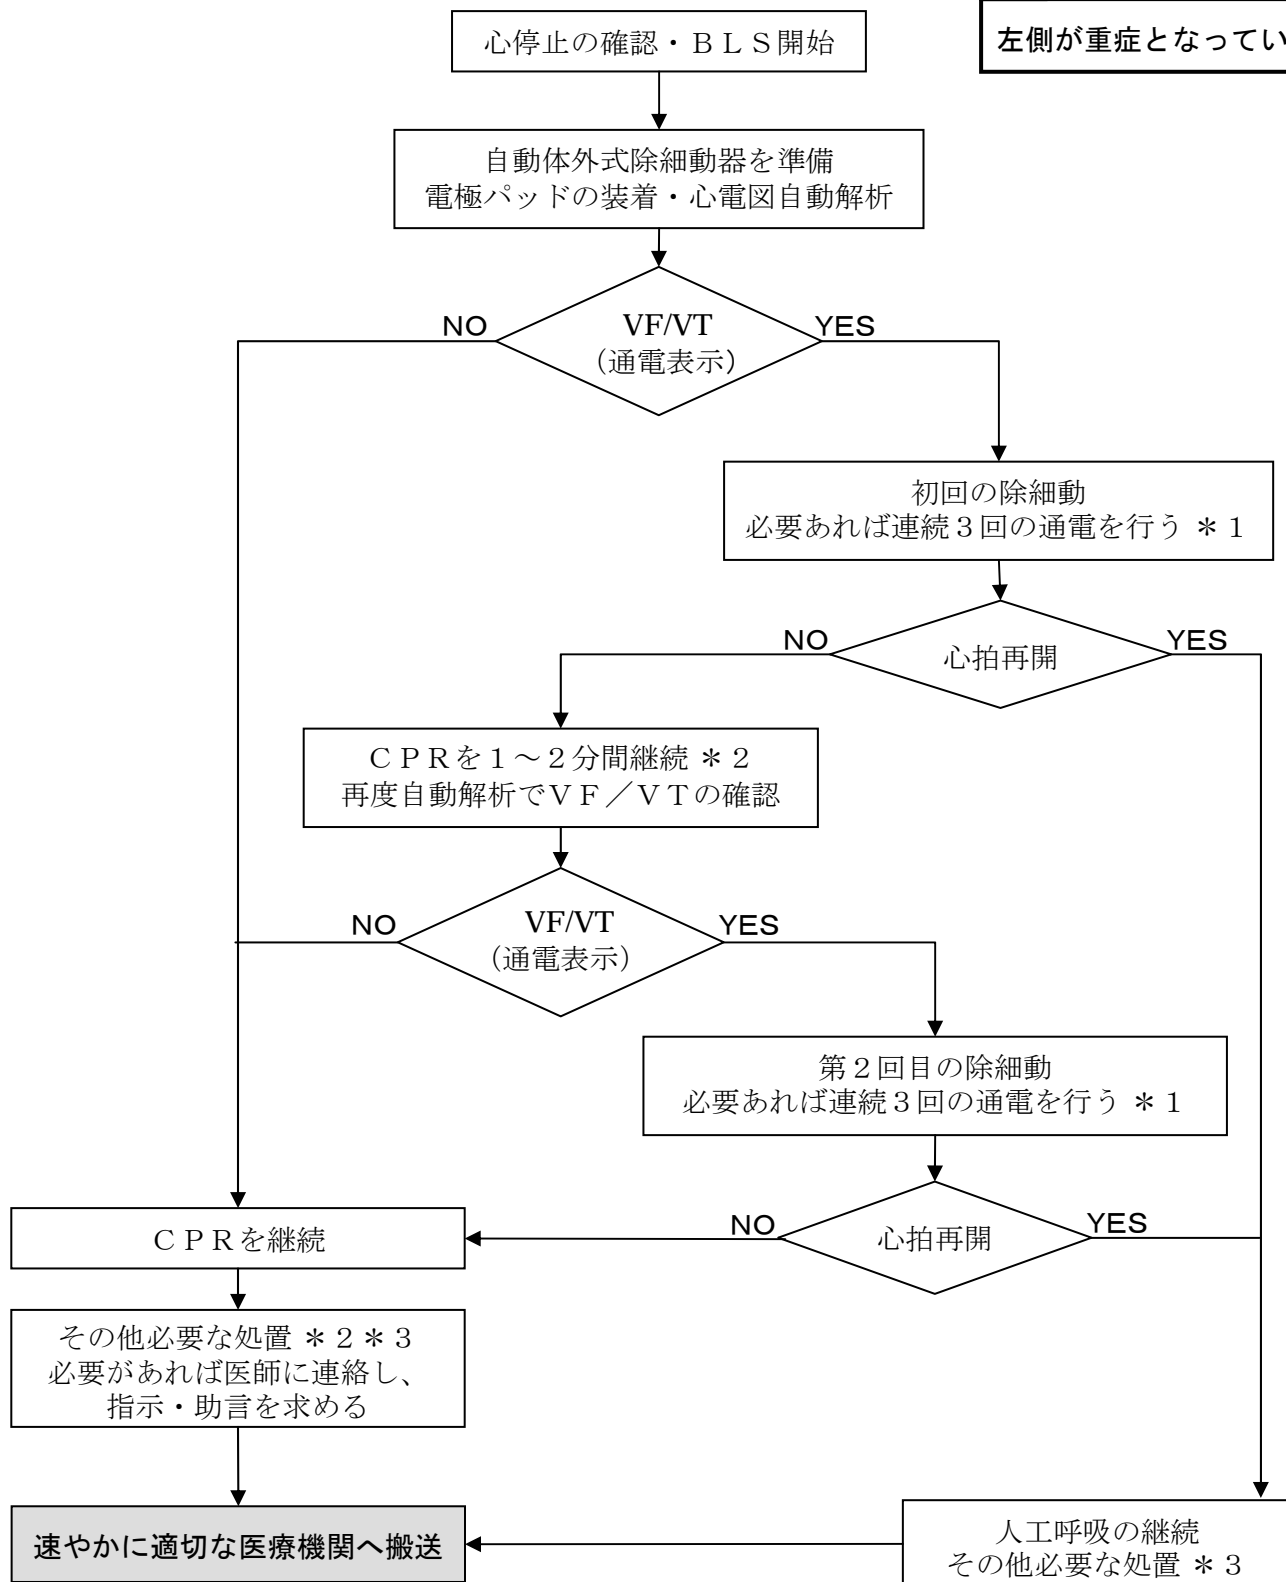 心停止の確認・ＢＬＳ開始
左側が重症となってい
自動体外式除細動器を準備
電極パッドの装着・心電図自動解析
NO
VF/VT
YES
（通電表示）
初回の除細動
必要あれば連続３回の通電を行う ＊１
NO
心拍再開
YES
ＣＰＲを１～２分間継続 ＊２
再度自動解析でＶＦ／ＶＴの確認
NO
VF/VT
YES
（通電表示）
第２回目の除細動
必要あれば連続３回の通電を行う ＊１
ＣＰＲを継続
NO
心拍再開
YES
その他必要な処置 ＊２＊３
必要があれば医師に連絡し、
指示・助言を求める
速やかに適切な医療機関へ搬送
人工呼吸の継続
その他必要な処置 ＊３